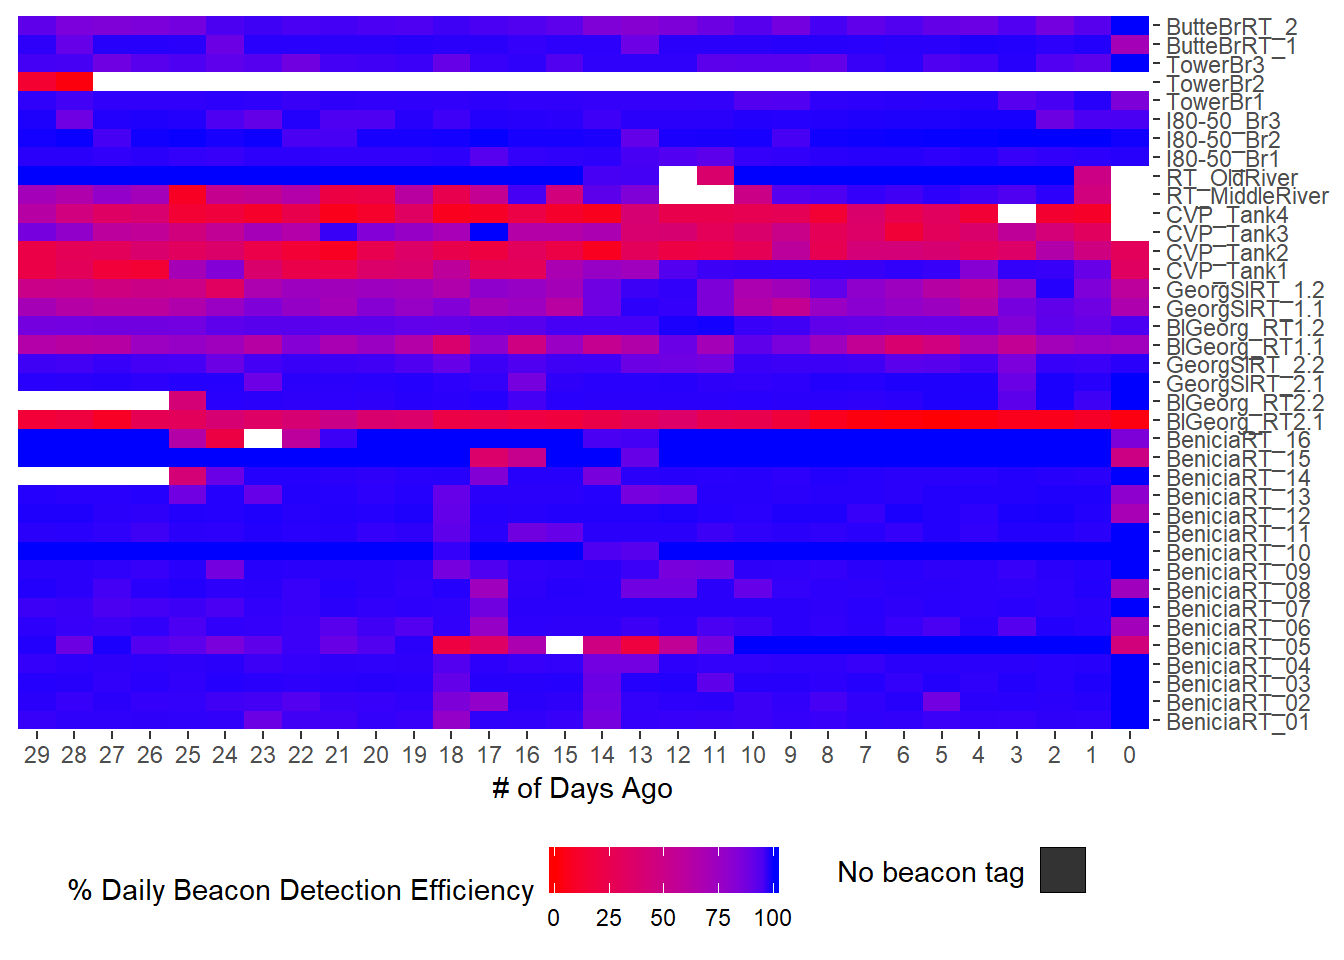 ButteBrRT_2
ButteBrRT_1
TowerBr3
TowerBr2
TowerBr1
I80-50_Br3
I80-50_Br2
I80-50_Br1
RT_OldRiver
RT_MiddleRiver
CVP_Tank4
CVP_Tank3
CVP_Tank2
CVP_Tank1
GeorgSlRT_1.2
GeorgSlRT_1.1
BlGeorg_RT1.2
BlGeorg_RT1.1
GeorgSlRT_2.2
GeorgSlRT_2.1
BlGeorg_RT2.2
BlGeorg_RT2.1
BeniciaRT_16
BeniciaRT_15
BeniciaRT_14
BeniciaRT_13
BeniciaRT_12
BeniciaRT_11
BeniciaRT_10
BeniciaRT_09
BeniciaRT_08
BeniciaRT_07
BeniciaRT_06
BeniciaRT_05
BeniciaRT_04
BeniciaRT_03
BeniciaRT_02
BeniciaRT_01
29 28 27 26 25 24 23 22 21 20 19 18 17 16 15 14 13 12 11 10 9 8 7 6 5 4 3 2 1 0
# of Days Ago
% Daily Beacon Detection Efficiency
0 25 50 75 100
No beacon tag